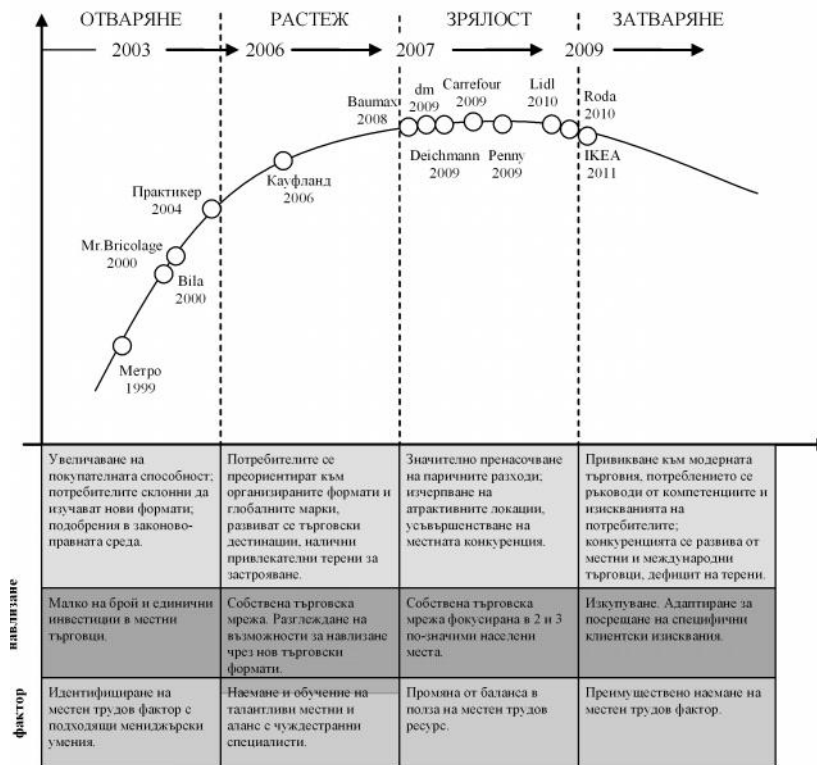 ОТВАРЯНЕ
РАСТЕЖ
ЗРЯЛОСТ
ЗАТВАРЯНЕ
2003
2006
2007
2009
Baumax
2008
dm
2009
Carrefour
2009
Lidl
2010
Roda
2010
Deichmann
2009
Penny
2009
IKEA
2011
Кауфланд
2006
Практикер
2004
Mr.Bricolage
2000
Bila
2000
Метро
1999
Увеличаване на
покупателната способност;
потребителите склонни да
изучават нови формати;
подобрения в законово-
правната среда.
Потребителите се
преориентират към
организираните формати и
глобалните марки,
развиват се търговски
дестинации, налични
привлекателни терени за
застрояване.
Значително пренасочване
на паричните разходи;
изчерпване на
атрактивните локации,
усъвършенстване на
местната конкуренция.
Привикване към модерната
търговия, потреблението се
ръководи от компетенциите и
изискванията на
потребителите;
конкуренцията се развива от
местни и международни
търговци, дефицит на терени.
навлизане
Малко на брой и единични
инвестиции в местни
търговци.
Собствена търговска
мрежа. Разглеждане на
възможности за навлизане
чрез нов търговски
формати.
Собствена търговска
мрежа фокусирана в 2 и 3
по-значими населени
места.
Изкупуване. Адаптиране за
посрещане на специфични
клиентски изисквания.
фактор
Идентифициране на
местен трудов фактор с
подходящи мениджърски
умения.
Наемане и обучение на
талантливи местни и
аланс с чуждестранни
специалисти.
Промяна от баланса в
полза на местен трудов
ресурс.
Преимуществено наемане на
местен трудов фактор.